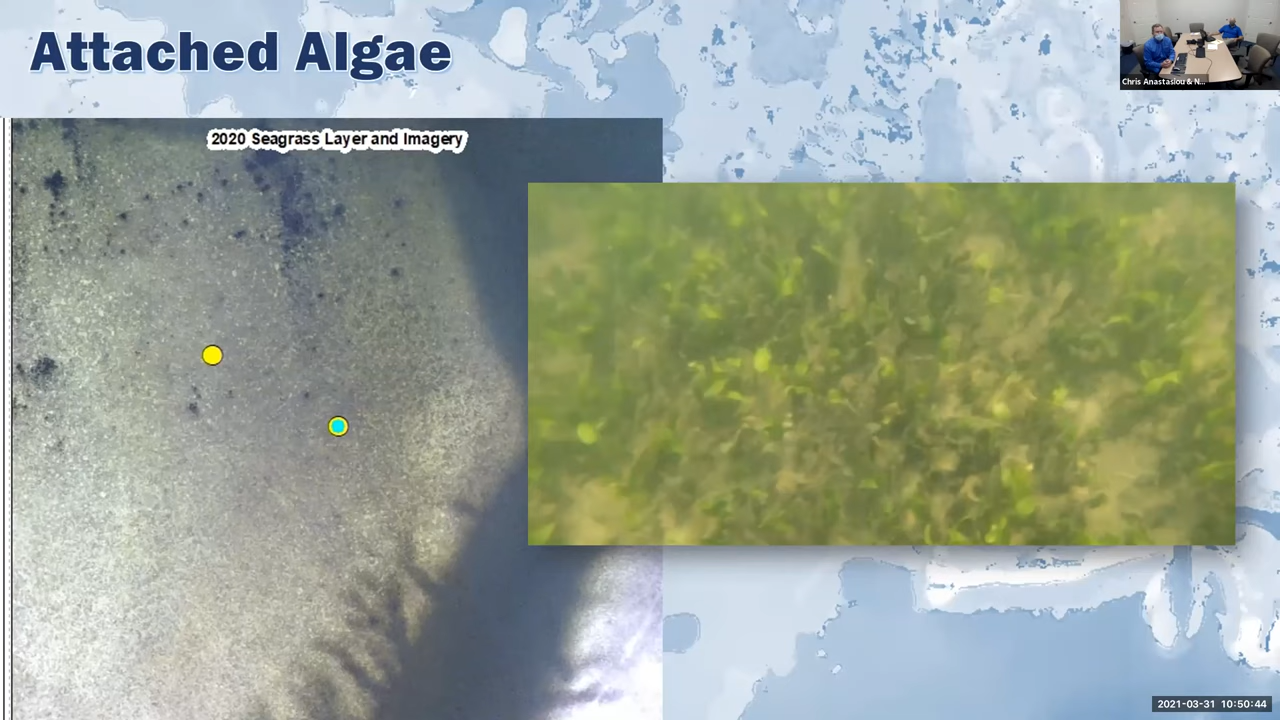 Attached Algae
Chris Anastasiou & N...
2020 Seagrass Layer and Imagery
2021-03-31 10:50:44